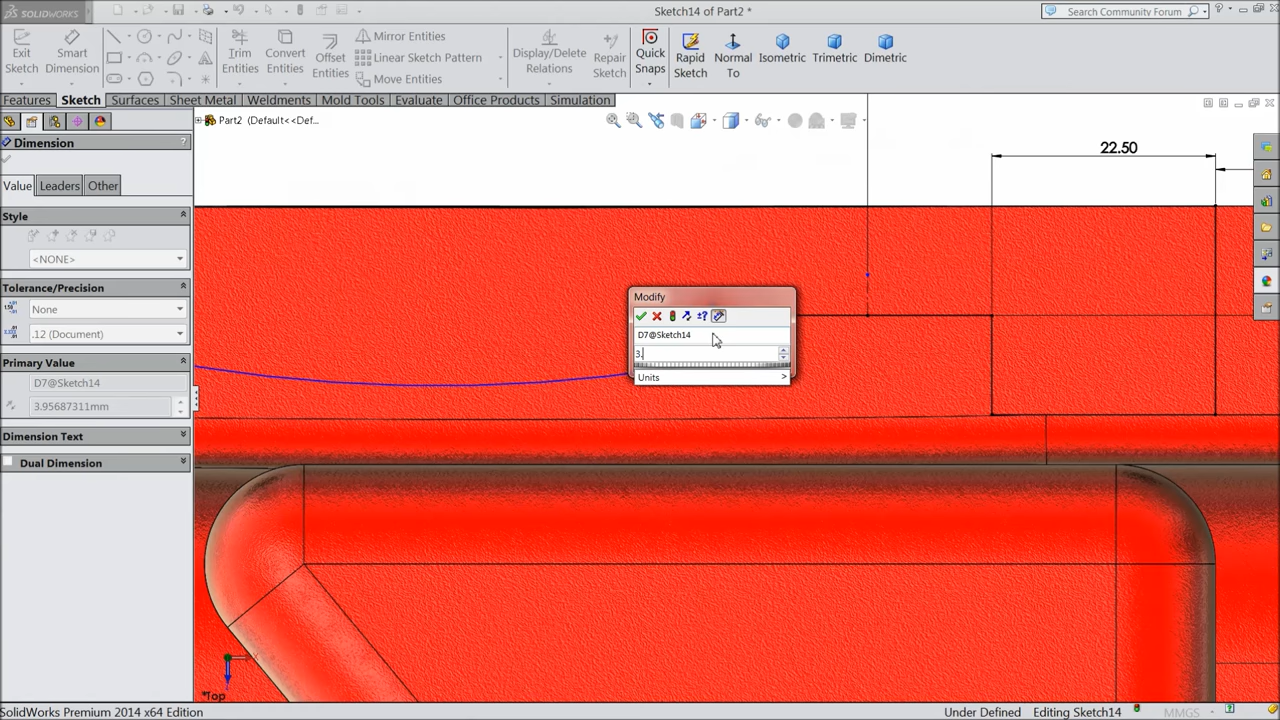 SOLIDWORKS
Sketch14 of Part2 *
Search Community Forum
Exit Sketch
Smart Dimension
Trim Entities
Convert Entities
Offset Entities
Mirror Entities
Linear Sketch Pattern
Move Entities
Display/Delete Relations
Repair Sketch
Quick Snaps
Rapid Sketch
Normal To
Isometric
Trimetric
Dimetric
Features
Sketch
Surfaces
Sheet Metal
Weldments
Mold Tools
Evaluate
Office Products
Simulation
Part2 (Default<<Def...
Dimension
?
Value
Leaders
Other
Style
<NONE>
Tolerance/Precision
None
.12 (Document)
Primary Value
D7@Sketch14
3.95687311mm
Dimension Text
Dual Dimension
22.50
Modify
D7@Sketch14
3.
Units >
*Top
SolidWorks Premium 2014 x64 Edition
Under Defined
Editing Sketch14
MMGS